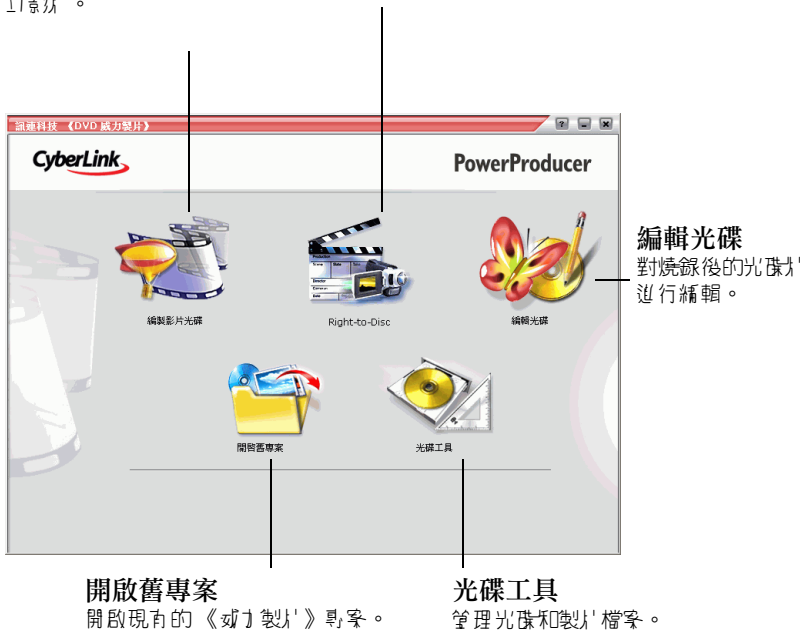 訊連科技 《DVD 威力製片》
CyberLink
PowerProducer
編製影片光碟
Right-to-Disc
編輯光碟
編輯光碟
對燒錄後的光碟片
進行編輯。
開啟舊專案
光碟工具
開啟舊專案
開啟現有的《威力製片》專案。
光碟工具
管理光碟和製片檔案。